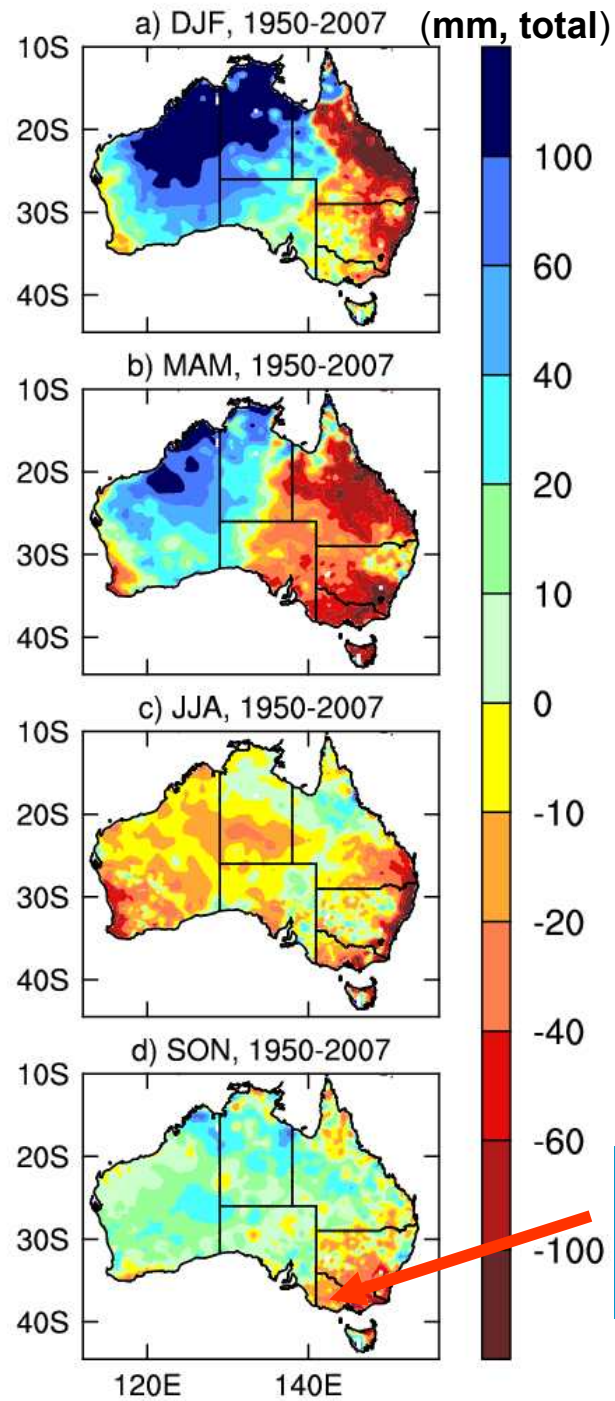 a) DJF, 1950-2007 (mm, total)
10S
20S
30S
40S
b) MAM, 1950-2007
10S
20S
30S
40S
c) JJA, 1950-2007
10S
20S
30S
40S
d) SON, 1950-2007
10S
20S
30S
40S
120E 140E
100
60
40
20
10
0
-10
-20
-40
-60
-100